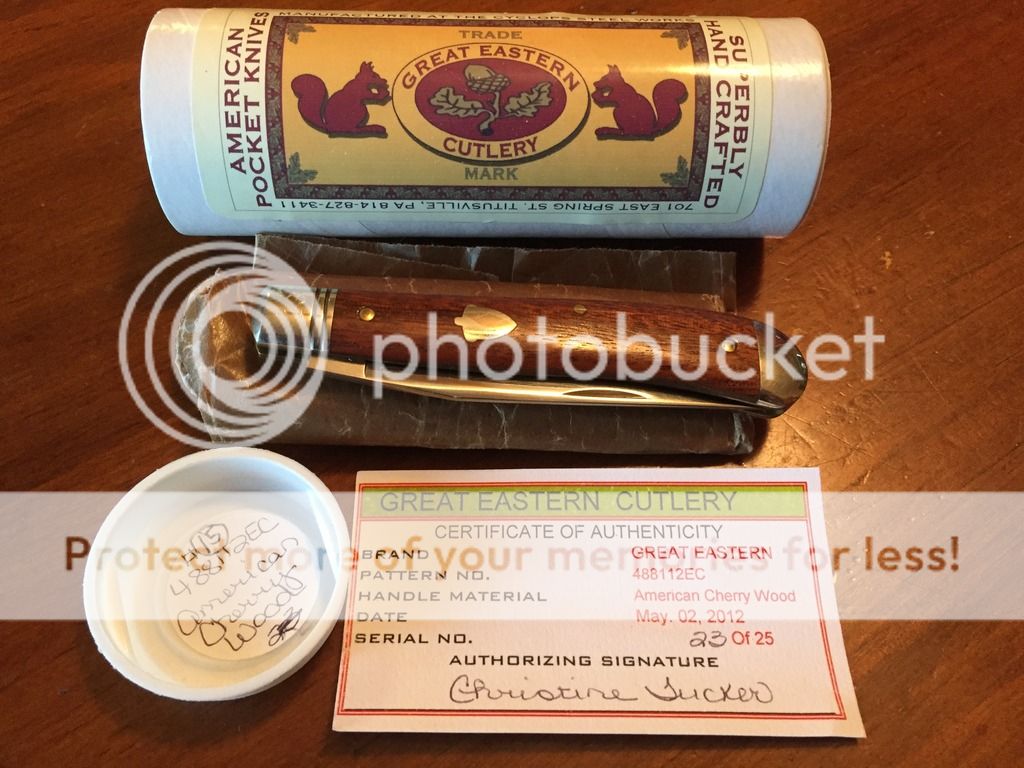 MANUFACTURED AT THE CYCLOPS STEEL WORKS
AMERICAN
POCKET KNIVES
TRADE
GREAT EASTERN
CUTLERY
MARK
SUPERBLY
HAND CRAFTED
701 EAST SPRING ST. TITUSVILLE, PA 814-827-3411
photobucket
Protect more of your memories for less!
488112EC
American
Cherry
Wood
GREAT EASTERN CUTLERY
CERTIFICATE OF AUTHENTICITY
BRAND GREAT EASTERN
PATTERN NO. 488112EC
HANDLE MATERIAL American Cherry Wood
DATE May. 02, 2012
SERIAL NO. 23 Of 25
AUTHORIZING SIGNATURE
Christine Tucker